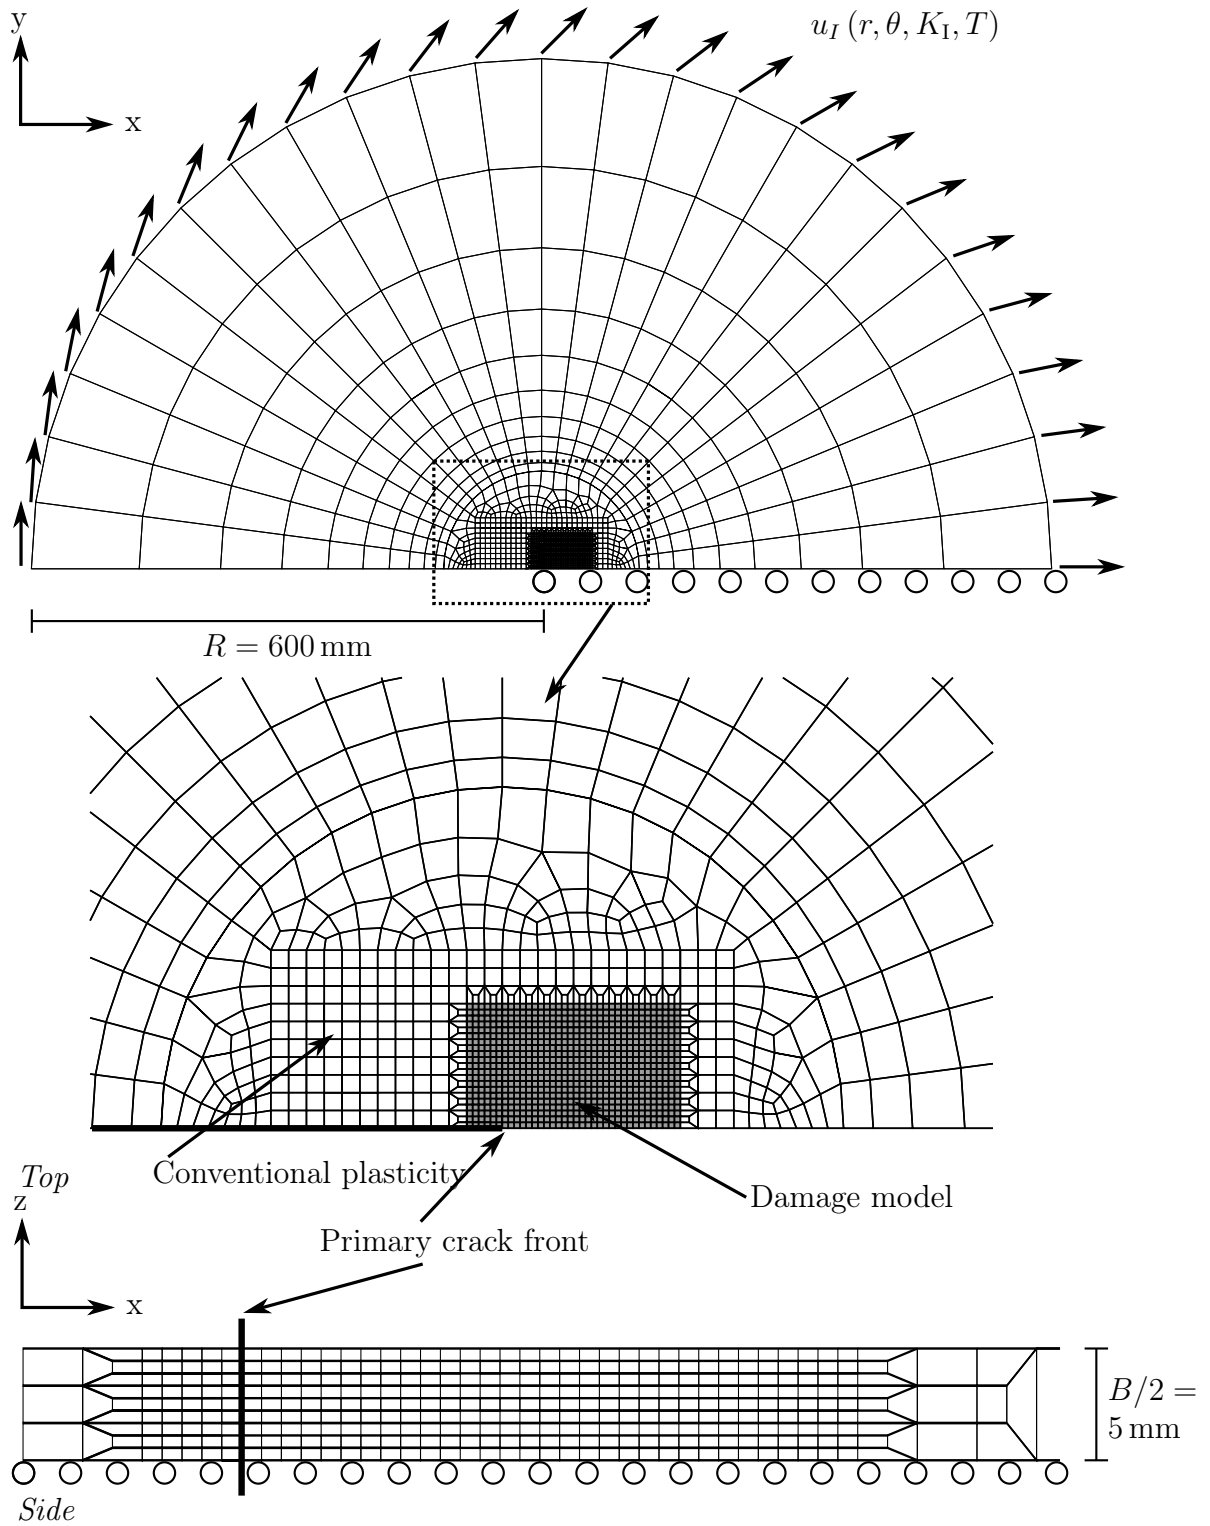 y
u_I (r, θ, K_I, T)
x
R = 600 mm
Conventional plasticity
Top
z
Damage model
Primary crack front
x
B/2 =
5 mm
Side